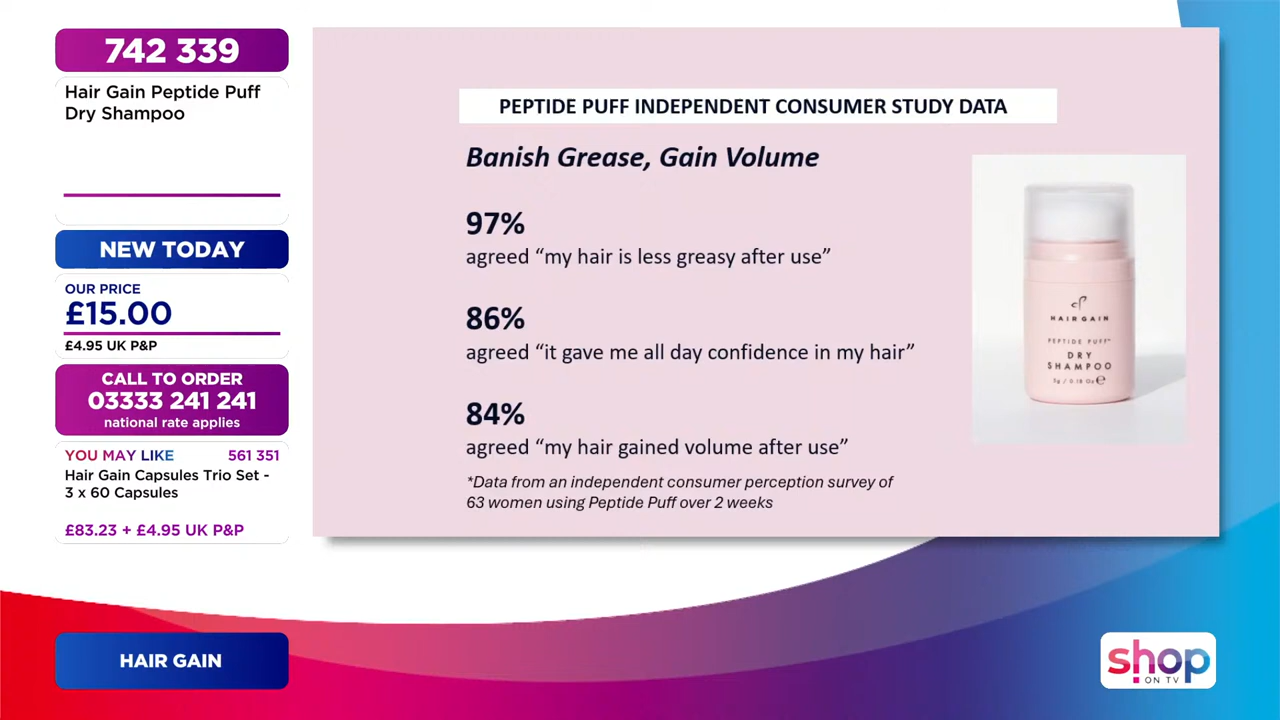 742 339
Hair Gain Peptide Puff
Dry Shampoo
NEW TODAY
OUR PRICE
£15.00
£4.95 UK P&P
CALL TO ORDER
03333 241 241
national rate applies
YOU MAY LIKE 561 351
Hair Gain Capsules Trio Set -
3 x 60 Capsules
£83.23 + £4.95 UK P&P
HAIR GAIN
PEPTIDE PUFF INDEPENDENT CONSUMER STUDY DATA
Banish Grease, Gain Volume
97%
agreed “my hair is less greasy after use”
86%
agreed “it gave me all day confidence in my hair”
84%
agreed “my hair gained volume after use”
*Data from an independent consumer perception survey of
63 women using Peptide Puff over 2 weeks
HAIRGAIN
PEPTIDE PUFF™
DRY
SHAMPOO
5g / 0.18 Oz ℮
shop
ON TV